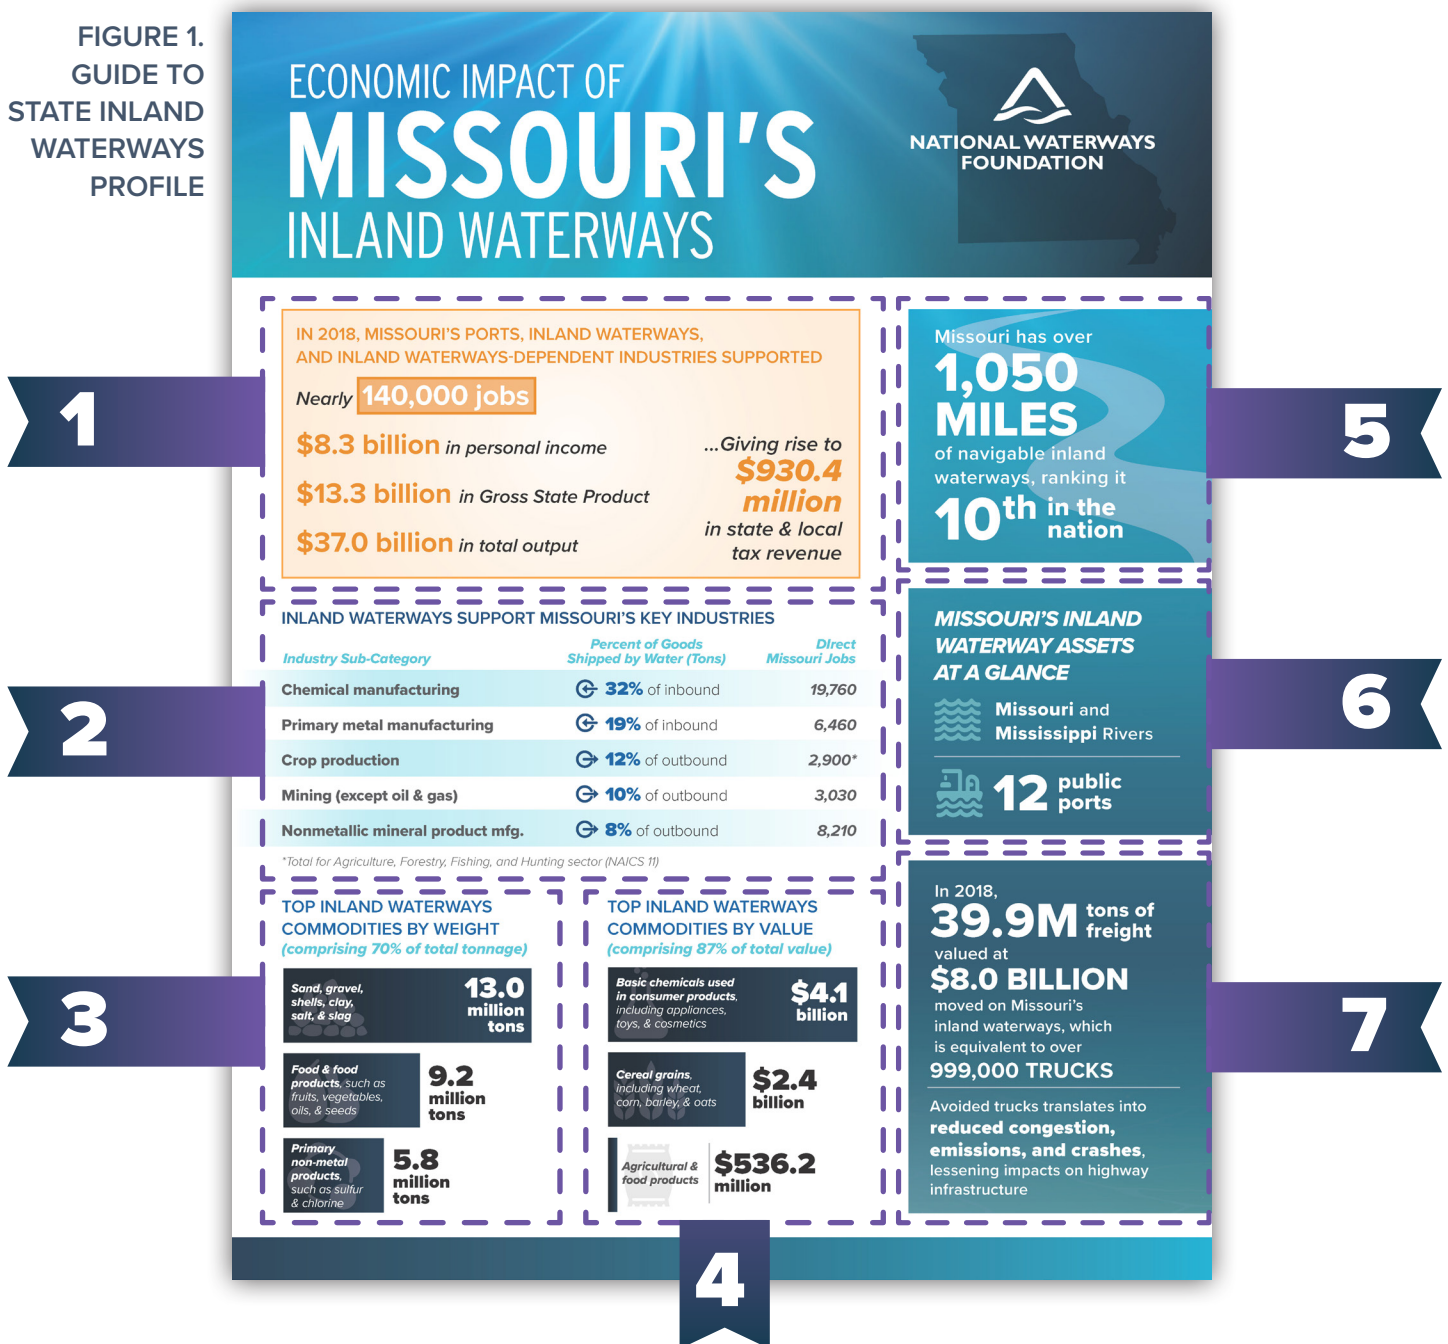 FIGURE 1.
GUIDE TO
STATE INLAND
WATERWAYS
PROFILE
ECONOMIC IMPACT OF
MISSOURI'S
INLAND WATERWAYS
NATIONAL WATERWAYS
FOUNDATION
1
IN 2018, MISSOURI'S PORTS, INLAND WATERWAYS,
AND INLAND WATERWAYS-DEPENDENT INDUSTRIES SUPPORTED
Nearly 140,000 jobs
$8.3 billion in personal income
$13.3 billion in Gross State Product
$37.0 billion in total output
...Giving rise to
$930.4
million
in state & local
tax revenue
2
INLAND WATERWAYS SUPPORT MISSOURI'S KEY INDUSTRIES
Industry Sub-Category Percent of Goods Shipped by Water (Tons) DIrect Missouri Jobs
Chemical manufacturing 32% of inbound 19,760
Primary metal manufacturing 19% of inbound 6,460
Crop production 12% of outbound 2,900*
Mining (except oil & gas) 10% of outbound 3,030
Nonmetallic mineral product mfg. 8% of outbound 8,210
*Total for Agriculture, Forestry, Fishing, and Hunting sector (NAICS 11)
3
TOP INLAND WATERWAYS
COMMODITIES BY WEIGHT
(comprising 70% of total tonnage)
Sand, gravel,
shells, clay,
salt, & slag
13.0
million
tons
Food & food
products, such as
fruits, vegetables,
oils, & seeds
9.2
million
tons
Primary
non-metal
products,
such as sulfur
& chlorine
5.8
million
tons
TOP INLAND WATERWAYS
COMMODITIES BY VALUE
(comprising 87% of total value)
Basic chemicals used
in consumer products,
including appliances,
toys, & cosmetics
$4.1
billion
Cereal grains,
including wheat,
corn, barley, & oats
$2.4
billion
Agricultural &
food products
$536.2
million
4
5
Missouri has over
1,050
MILES
of navigable inland
waterways, ranking it
10th in the
nation
6
MISSOURI'S INLAND
WATERWAY ASSETS
AT A GLANCE
Missouri and
Mississippi Rivers
12 public
ports
7
In 2018,
39.9M tons of
freight
valued at
$8.0 BILLION
moved on Missouri's
inland waterways, which
is equivalent to over
999,000 TRUCKS
Avoided trucks translates into
reduced congestion,
emissions, and crashes,
lessening impacts on highway
infrastructure